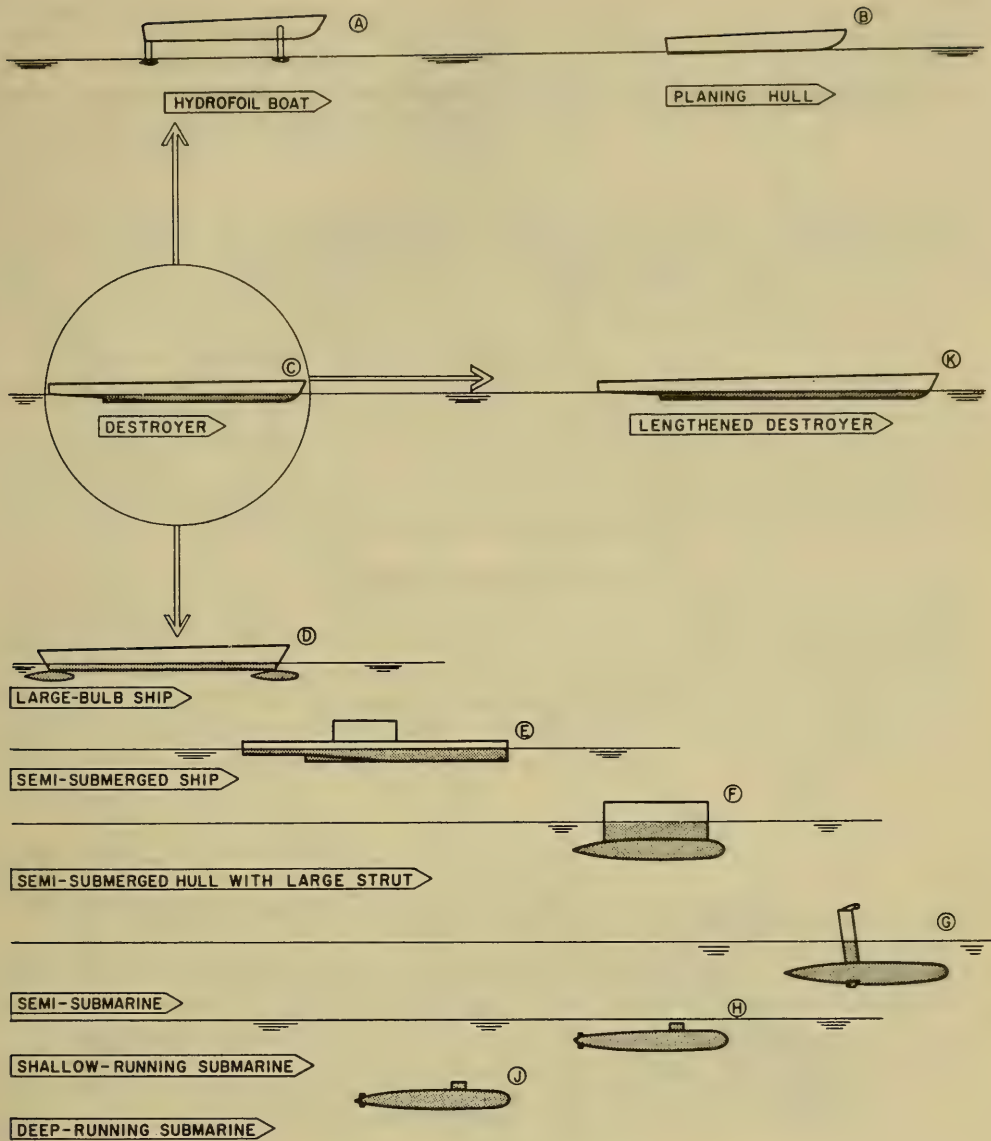 A
B
HYDROFOIL BOAT
PLANING HULL
C
K
DESTROYER
LENGTHENED DESTROYER
D
LARGE-BULB SHIP
E
SEMI-SUBMERGED SHIP
F
SEMI-SUBMERGED HULL WITH LARGE STRUT
G
SEMI-SUBMARINE
H
SHALLOW-RUNNING SUBMARINE
J
DEEP-RUNNING SUBMARINE